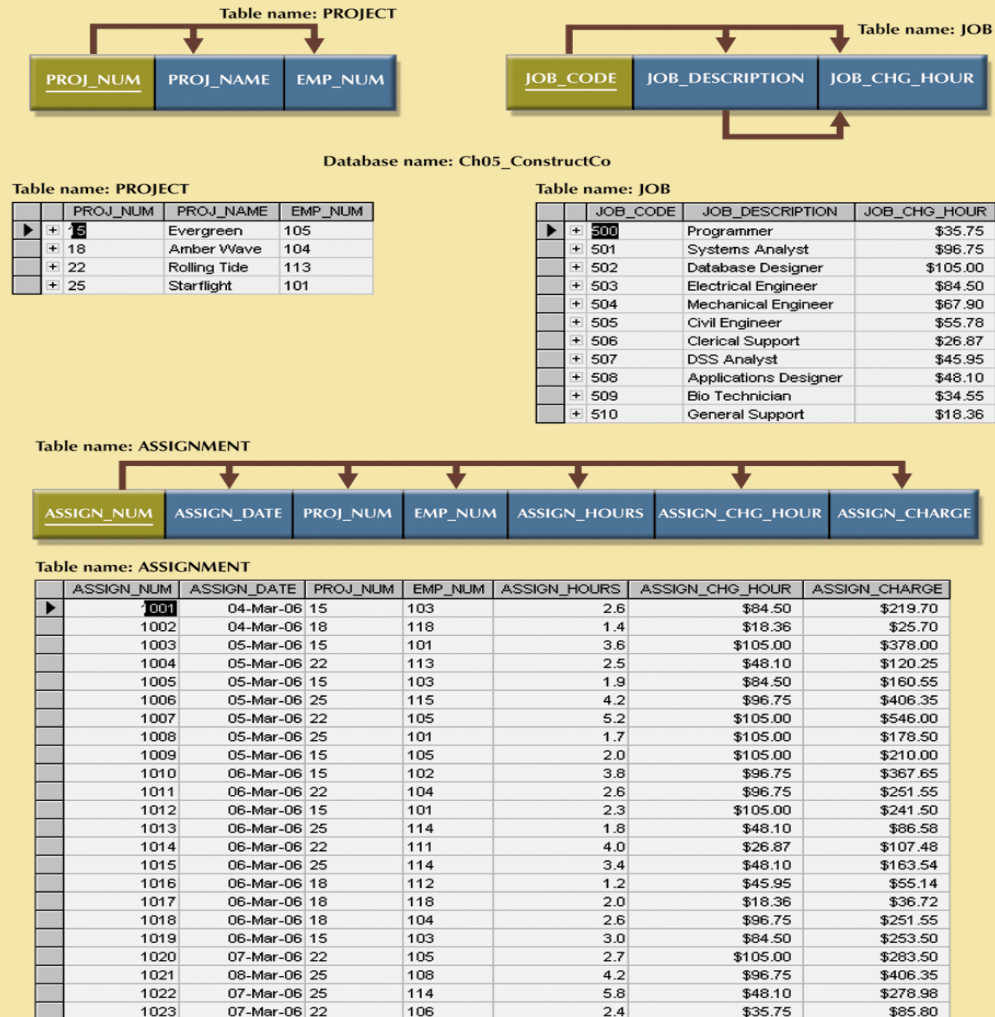 Table name: PROJECT
PROJ_NUM PROJ_NAME EMP_NUM
Table name: JOB
JOB_CODE JOB_DESCRIPTION JOB_CHG_HOUR
Database name: Ch05_ConstructCo
Table name: PROJECT
PROJ_NUM PROJ_NAME EMP_NUM
15 Evergreen 105
18 Amber Wave 104
22 Rolling Tide 113
25 Starflight 101
Table name: JOB
JOB_CODE JOB_DESCRIPTION JOB_CHG_HOUR
500 Programmer $35.75
501 Systems Analyst $96.75
502 Database Designer $105.00
503 Electrical Engineer $84.50
504 Mechanical Engineer $67.90
505 Civil Engineer $55.78
506 Clerical Support $26.87
507 DSS Analyst $45.95
508 Applications Designer $48.10
509 Bio Technician $34.55
510 General Support $18.36
Table name: ASSIGNMENT
ASSIGN_NUM ASSIGN_DATE PROJ_NUM EMP_NUM ASSIGN_HOURS ASSIGN_CHG_HOUR ASSIGN_CHARGE
Table name: ASSIGNMENT
ASSIGN_NUM ASSIGN_DATE PROJ_NUM EMP_NUM ASSIGN_HOURS ASSIGN_CHG_HOUR ASSIGN_CHARGE
1001 04-Mar-06 15 103 2.6 $84.50 $219.70
1002 04-Mar-06 18 118 1.4 $18.36 $25.70
1003 05-Mar-06 15 101 3.6 $105.00 $378.00
1004 05-Mar-06 22 113 2.5 $48.10 $120.25
1005 05-Mar-06 15 103 1.9 $84.50 $160.55
1006 05-Mar-06 25 115 4.2 $96.75 $406.35
1007 05-Mar-06 22 105 5.2 $105.00 $546.00
1008 05-Mar-06 25 101 1.7 $105.00 $178.50
1009 05-Mar-06 15 105 2.0 $105.00 $210.00
1010 06-Mar-06 15 102 3.8 $96.75 $367.65
1011 06-Mar-06 22 104 2.6 $96.75 $251.55
1012 06-Mar-06 15 101 2.3 $105.00 $241.50
1013 06-Mar-06 25 114 1.8 $48.10 $86.58
1014 06-Mar-06 22 111 4.0 $26.87 $107.48
1015 06-Mar-06 25 114 3.4 $48.10 $163.54
1016 06-Mar-06 18 112 1.2 $45.95 $55.14
1017 06-Mar-06 18 118 2.0 $18.36 $36.72
1018 06-Mar-06 18 104 2.6 $96.75 $251.55
1019 06-Mar-06 15 103 3.0 $84.50 $253.50
1020 07-Mar-06 22 105 2.7 $105.00 $283.50
1021 08-Mar-06 25 108 4.2 $96.75 $406.35
1022 07-Mar-06 25 114 5.8 $48.10 $278.98
1023 07-Mar-06 22 106 2.4 $35.75 $85.80